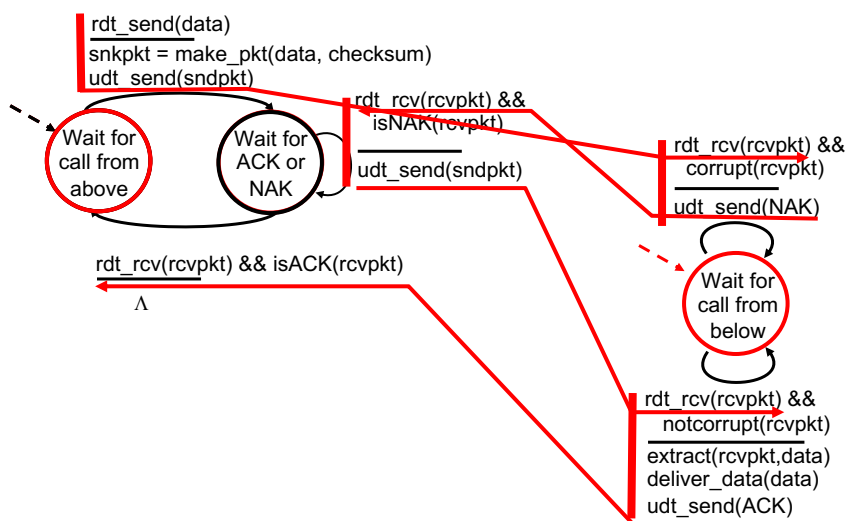 rdt_send(data)
snkpkt = make_pkt(data, checksum)
udt_send(sndpkt)
Wait for
call from
above
Wait for
ACK or
NAK
rdt_rcv(rcvpkt) &&
isNAK(rcvpkt)
udt_send(sndpkt)
rdt_rcv(rcvpkt) && isACK(rcvpkt)
Λ
rdt_rcv(rcvpkt) &&
corrupt(rcvpkt)
udt_send(NAK)
Wait for
call from
below
rdt_rcv(rcvpkt) &&
notcorrupt(rcvpkt)
extract(rcvpkt,data)
deliver_data(data)
udt_send(ACK)